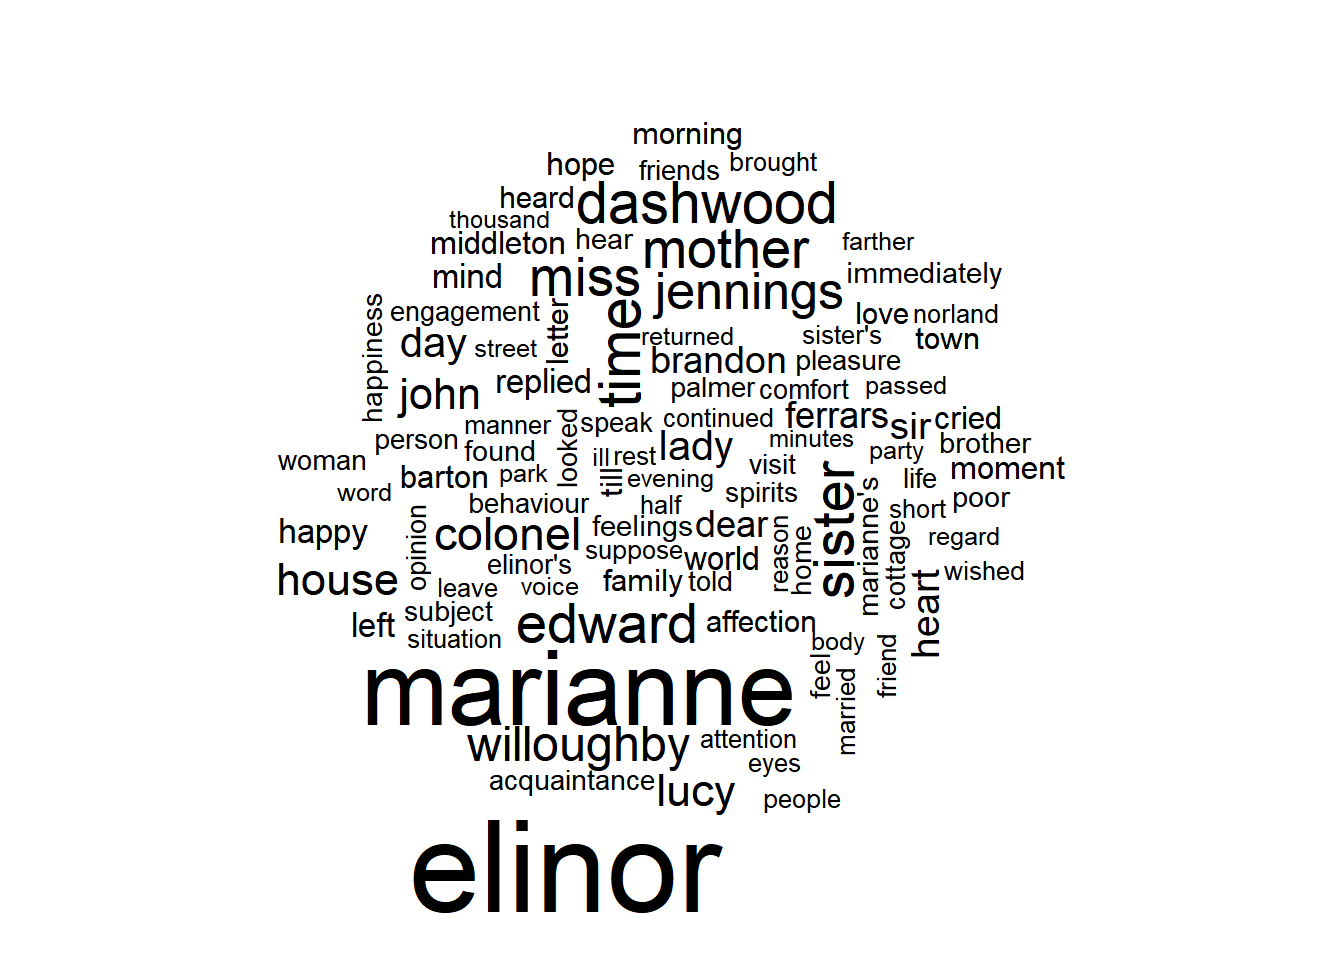 morning
hope
friends
brought
heard
dashwood
thousand
middleton
hear
mother
farther
mind
miss
jennings
immediately
happiness
engagement
letter
time
love
norland
day
street
returned
sister's
town
brandon
pleasure
john
replied
palmer
comfort
passed
manner
looked
speak
continued
ferrars
sir
cried
person
found
ill
rest
lady
minutes
party
brother
woman
barton
park
till
evening
visit
sister
life
moment
word
behaviour
half
spirits
marianne's
short
poor
happy
opinion
colonel
feelings
dear
reason
home
cottage
regard
elinor's
suppose
world
house
leave
voice
family
told
heart
wished
left
subject
situation
edward
affection
body
feel
friend
marianne
married
willoughby
attention
eyes
acquaintance
lucy
people
elinor